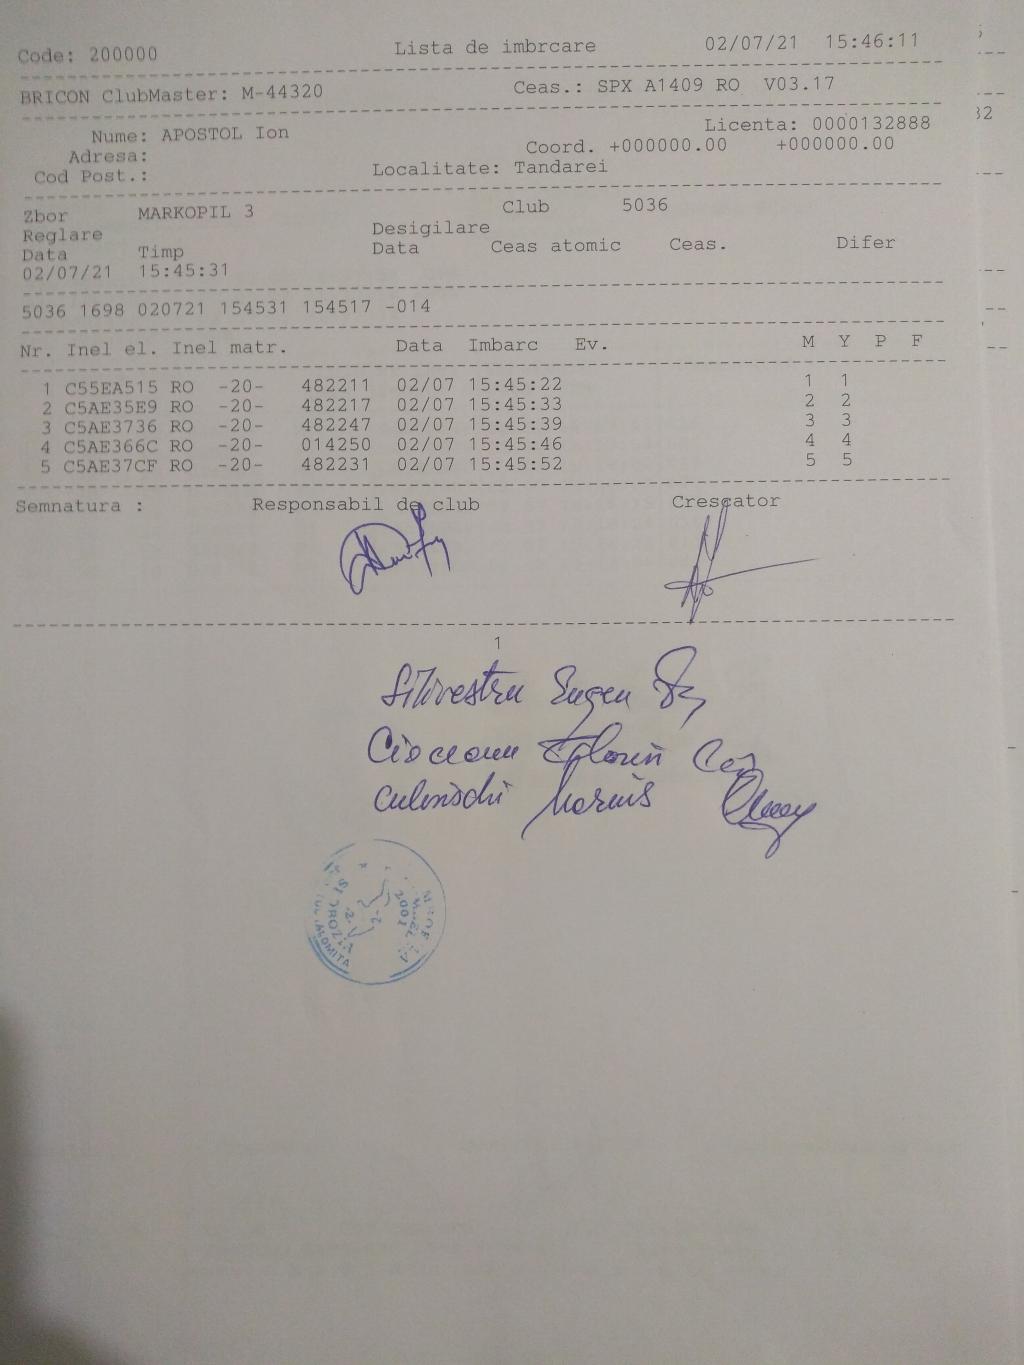 Code: 200000 Lista de imbrcare 02/07/21 15:46:11
BRICON ClubMaster: M-44320 Ceas.: SPX A1409 RO V03.17
Nume: APOSTOL Ion Licenta: 0000132888
Adresa: Coord. +000000.00 +000000.00
Cod Post.: Localitate: Tandarei
Zbor MARKOPIL 3 Club 5036
Reglare Desigilare
Data Timp Data Ceas atomic Ceas. Difer
02/07/21 15:45:31
5036 1698 020721 154531 154517 -014
Nr. Inel el. Inel matr. Data Imbarc Ev. M Y P F
1 C55EA515 RO -20- 482211 02/07 15:45:22 1 1
2 C5AE35E9 RO -20- 482217 02/07 15:45:33 2 2
3 C5AE3736 RO -20- 482247 02/07 15:45:39 3 3
4 C5AE366C RO -20- 014250 02/07 15:45:46 4 4
5 C5AE37CF RO -20- 482231 02/07 15:45:52 5 5
Semnatura : Responsabil de club Crescator
1
Silivestru Eugen
Florin
2001